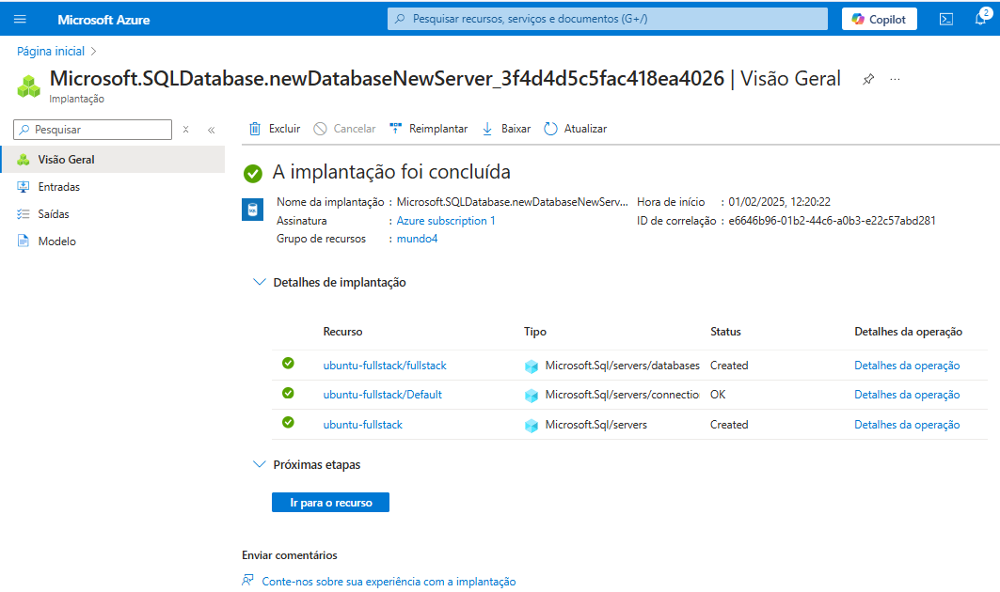 Microsoft Azure
Pesquisar recursos, serviços e documentos (G+/)
Copilot
2
Página inicial
Microsoft.SQLDatabase.newDatabaseNewServer_3f4d4d5c5fac418ea4026 | Visão Geral
Implantação
Pesquisar
Excluir
Cancelar
Reimplantar
Baixar
Atualizar
Visão Geral
Entradas
Saídas
Modelo
A implantação foi concluída
Nome da implantação : Microsoft.SQLDatabase.newDatabaseNewServ...
Assinatura : Azure subscription 1
Grupo de recursos : mundo4
Hora de início : 01/02/2025, 12:20:22
ID de correlação : e6646b96-01b2-44c6-a0b3-e22c57abd281
Detalhes de implantação
Recurso Tipo Status Detalhes da operação
ubuntu-fullstack/fullstack Microsoft.Sql/servers/databases Created Detalhes da operação
ubuntu-fullstack/Default Microsoft.Sql/servers/connectio OK Detalhes da operação
ubuntu-fullstack Microsoft.Sql/servers Created Detalhes da operação
Próximas etapas
Ir para o recurso
Enviar comentários
Conte-nos sobre sua experiência com a implantação